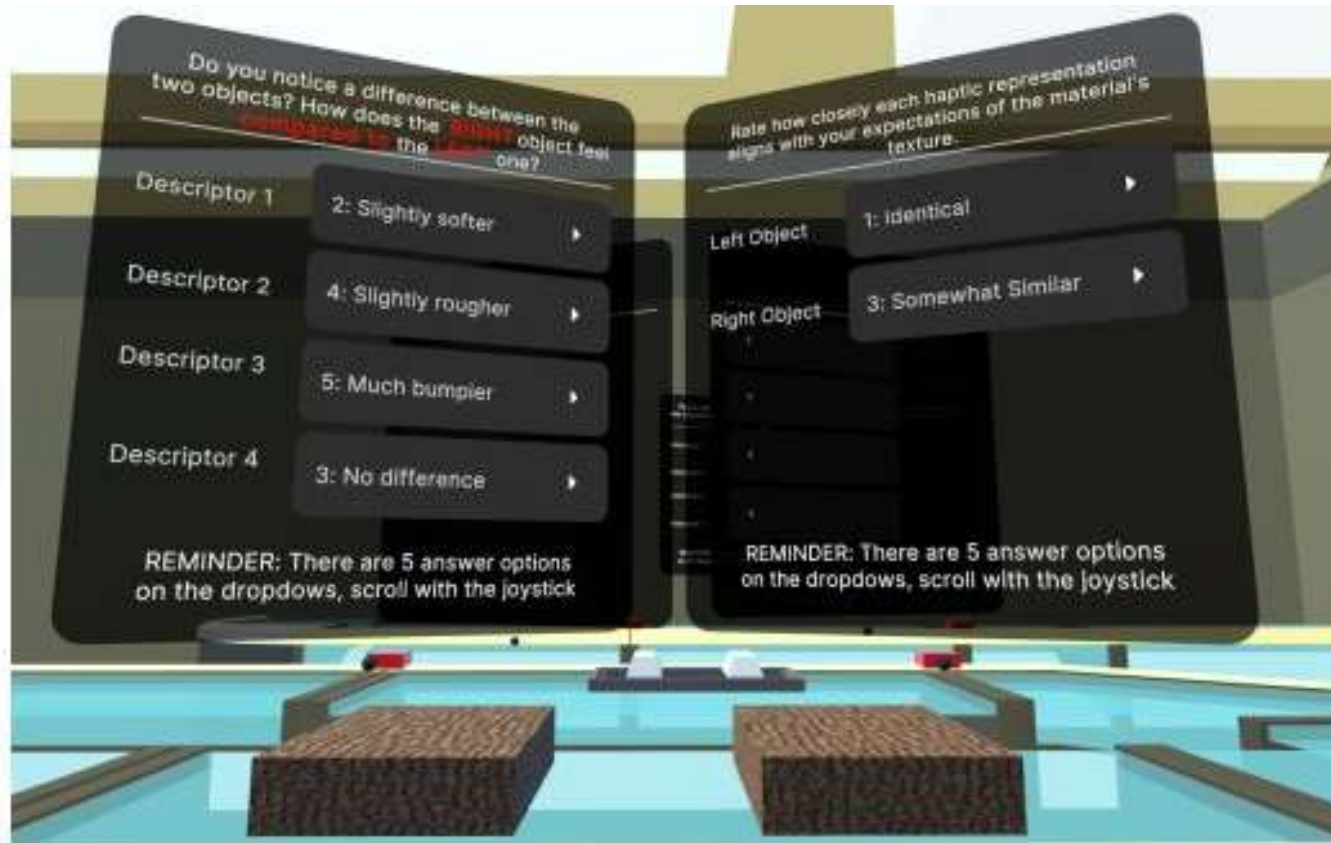 Do you notice a difference between the
two objects? How does the RIGHT object feel
compared to the LEFT one?
Descriptor 1
2: Slightly softer
Descriptor 2
4: Slightly rougher
Descriptor 3
5: Much bumpier
Descriptor 4
3: No difference
REMINDER: There are 5 answer options
on the dropdows, scroll with the joystick
Rate how closely each haptic representation
aligns with your expectations of the material's
texture.
Left Object
1: Identical
Right Object
3: Somewhat Similar
REMINDER: There are 5 answer options
on the dropdows, scroll with the joystick